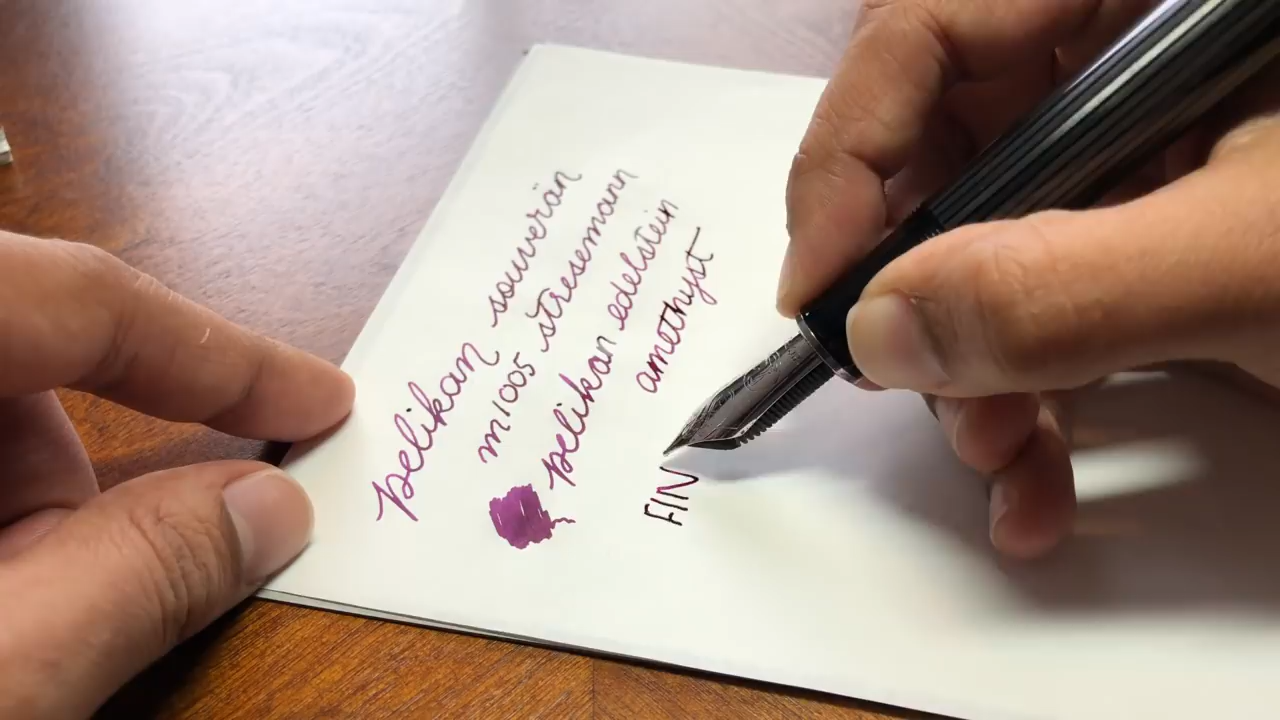 pelikan souverän
m1005 stresemann
pelikan edelstein
amethyst
FIN